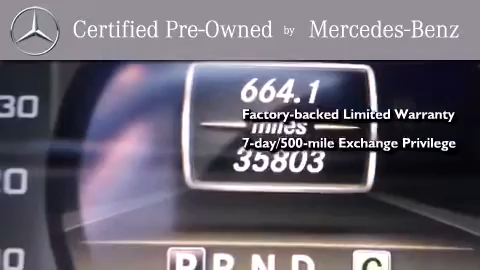 Certified Pre-Owned by Mercedes-Benz
30
664.1
Factory-backed Limited Warranty
miles
7-day/500-mile Exchange Privilege
35803
P R N D C